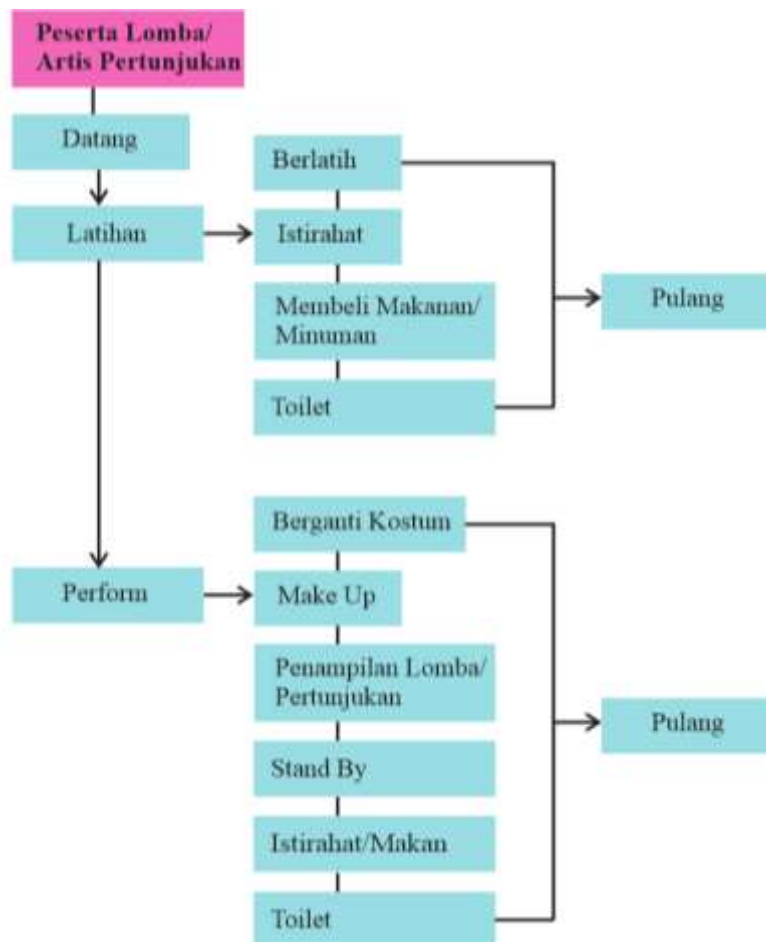 Peserta Lomba/
Artis Pertunjukan
Datang
Latihan
Berlatih
Istirahat
Membeli Makanan/
Minuman
Toilet
Pulang
Perform
Berganti Kostum
Make Up
Penampilan Lomba/
Pertunjukan
Stand By
Istirahat/Makan
Toilet
Pulang